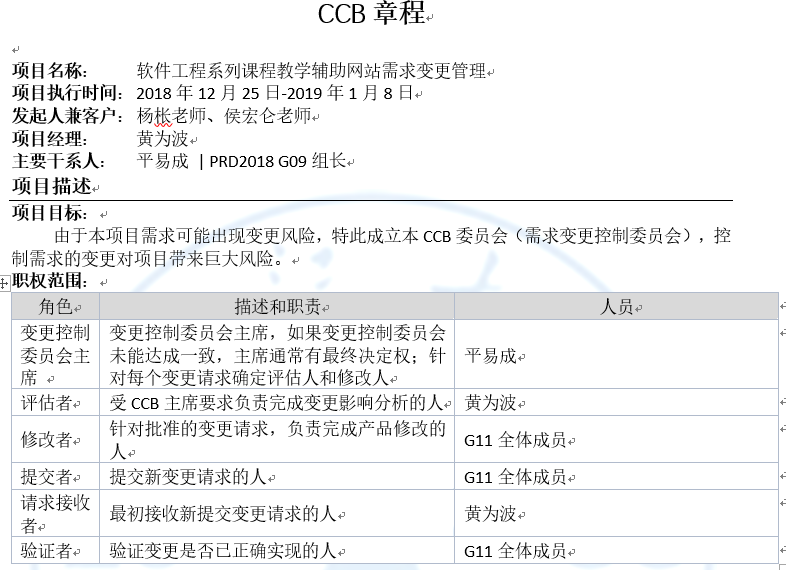 CCB 章程
项目名称： 软件工程系列课程教学辅助网站需求变更管理
项目执行时间： 2018 年 12 月 25 日-2019 年 1 月 8 日
发起人兼客户： 杨枨老师、侯宏仑老师
项目经理： 黄为波
主要干系人： 平易成 | PRD2018 G09 组长
项目描述
项目目标：
由于本项目需求可能出现变更风险，特此成立本 CCB 委员会（需求变更控制委员会），控
制需求的变更对项目带来巨大风险。
职权范围：
角色 描述和职责 人员
变更控制
委员会主
席
变更控制委员会主席，如果变更控制委员会
未能达成一致，主席通常有最终决定权；针
对每个变更请求确定评估人和修改人
平易成
评估者 受 CCB 主席要求负责完成变更影响分析的人 黄为波
修改者
针对批准的变更请求，负责完成产品修改的
人
G11 全体成员
提交者 提交新变更请求的人 G11 全体成员
请求接收
者
最初接收新提交变更请求的人 黄为波
验证者 验证变更是否已正确实现的人 G11 全体成员